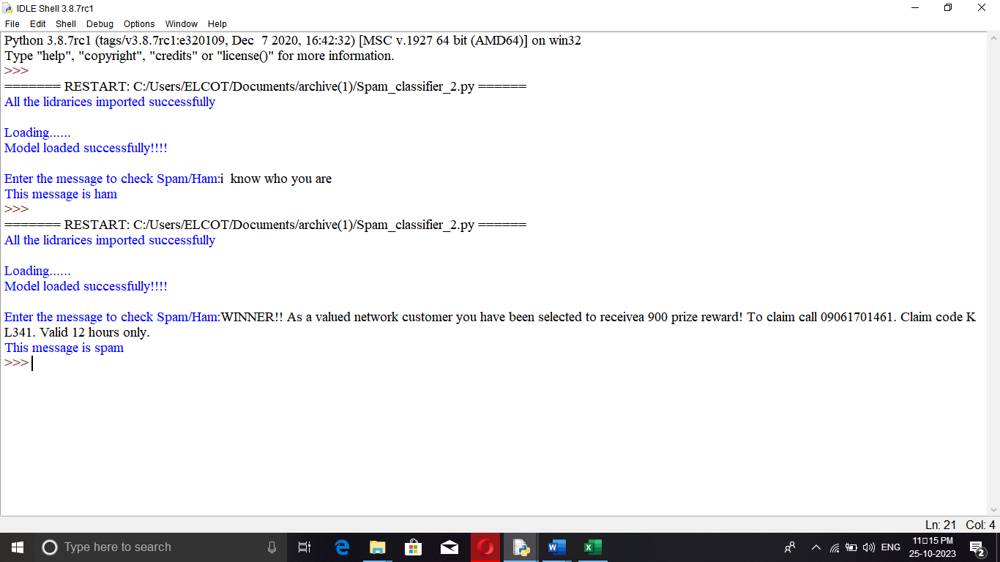 IDLE Shell 3.8.7rc1
File Edit Shell Debug Options Window Help
Python 3.8.7rc1 (tags/v3.8.7rc1:e320109, Dec  7 2020, 16:42:32) [MSC v.1927 64 bit (AMD64)] on win32
Type "help", "copyright", "credits" or "license()" for more information.
>>>
======= RESTART: C:/Users/ELCOT/Documents/archive(1)/Spam_classifier_2.py ======
All the lidrarices imported successfully
Loading......
Model loaded successfully!!!!
Enter the message to check Spam/Ham:i  know who you are
This message is ham
>>>
======= RESTART: C:/Users/ELCOT/Documents/archive(1)/Spam_classifier_2.py ======
All the lidrarices imported successfully
Loading......
Model loaded successfully!!!!
Enter the message to check Spam/Ham:WINNER!! As a valued network customer you have been selected to receivea 900 prize reward! To claim call 09061701461. Claim code K
L341. Valid 12 hours only.
This message is spam
>>>
Ln: 21 Col: 4
Type here to search
W
X
ENG
11□15 PM
25-10-2023
2